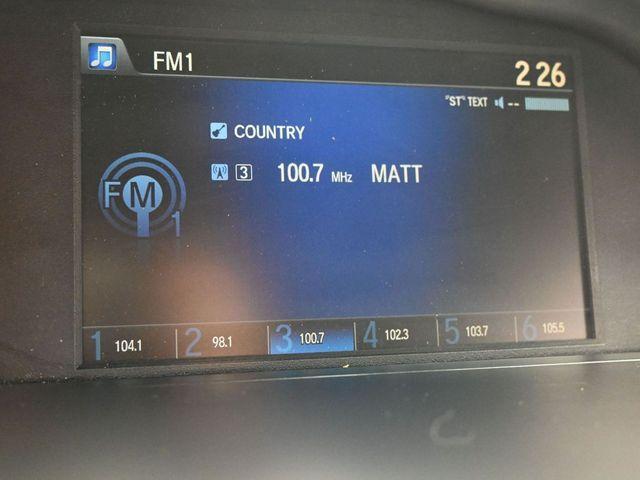 FM1
2 26
"ST" TEXT --
COUNTRY
3 100.7 MHz MATT
FM
1
1 104.1 2 98.1 3 100.7 4 102.3 5 103.7 6 105.5